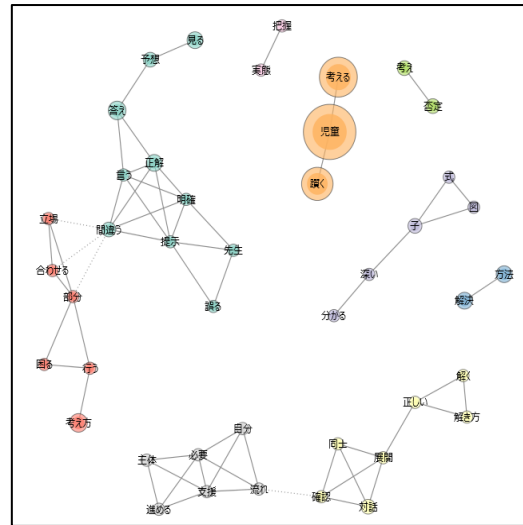 把握
見る
予想
実態
考える
考え
答え
否定
児童
正解
言う
躓く
式
明確
図
立場
間違う
子
提示
先生
合わせる
深い
方法
部分
解決
誤る
分かる
困る
行う
解く
正しい
解き方
考え方
自分
同士
必要
展開
主体
支援
流れ
確認
進める
対話